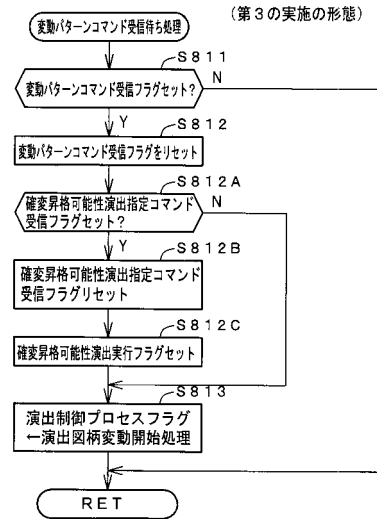 （第３の実施の形態）
変動パターンコマンド受信待ち処理
Ｓ８１１
変動パターンコマンド受信フラグセット？
Ｎ
Ｙ
Ｓ８１２
変動パターンコマンド受信フラグをリセット
Ｓ８１２Ａ
確変昇格可能性演出指定コマンド
受信フラグセット？
Ｎ
Ｙ
Ｓ８１２Ｂ
確変昇格可能性演出指定コマンド
受信フラグリセット
Ｓ８１２Ｃ
確変昇格可能性演出実行フラグセット
Ｓ８１３
演出制御プロセスフラグ
←演出図柄変動開始処理
ＲＥＴ